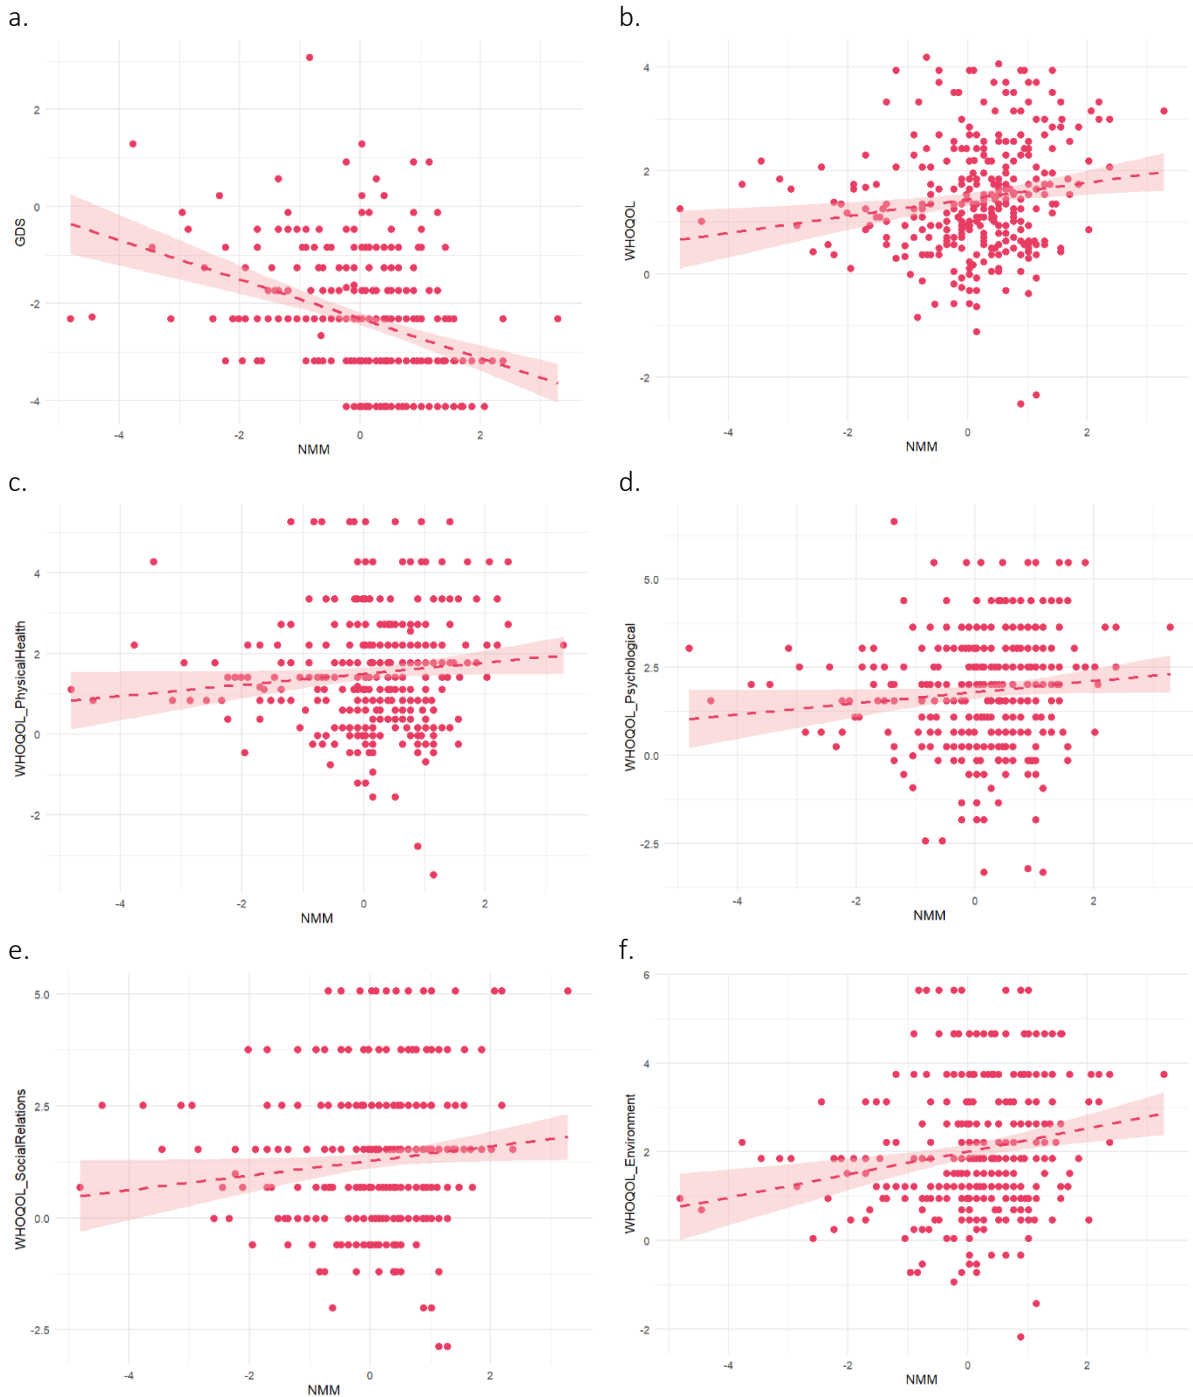 a.
2
0
-2
-4
GDS
-4
-2
0
2
NMM
b.
4
2
0
-2
WHOQOL
-4
-2
0
2
NMM
c.
4
2
0
-2
WHOQOL_PhysicalHealth
-4
-2
0
2
NMM
d.
5.0
2.5
0.0
-2.5
WHOQOL_Psychological
-4
-2
0
2
NMM
e.
5.0
2.5
0.0
-2.5
WHOQOL_SocialRelations
-4
-2
0
2
NMM
f.
6
4
2
0
-2
WHOQOL_Environment
-4
-2
0
2
NMM